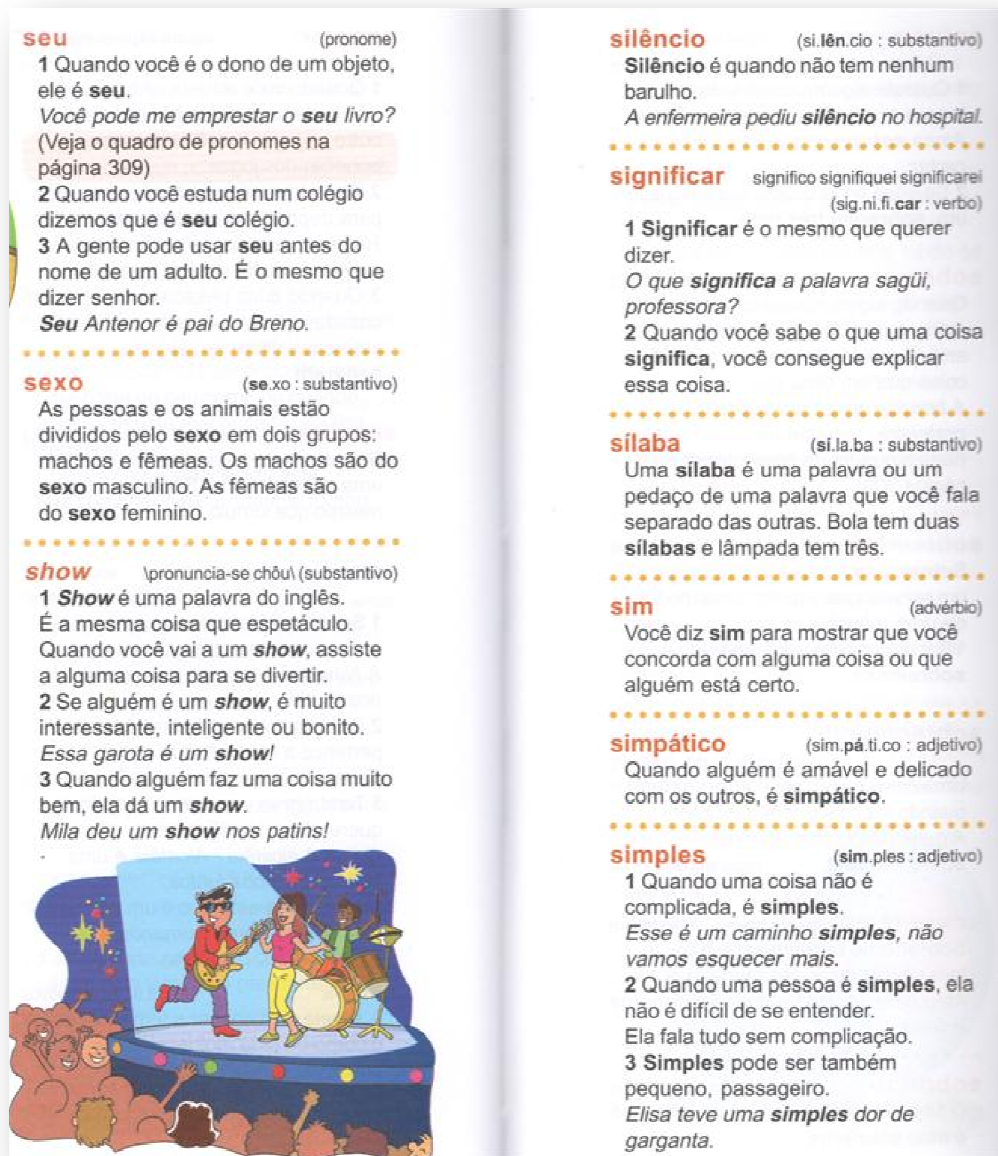 seu (pronome)
1 Quando você é o dono de um objeto,
ele é seu.
Você pode me emprestar o seu livro?
(Veja o quadro de pronomes na
página 309)
2 Quando você estuda num colégio
dizemos que é seu colégio.
3 A gente pode usar seu antes do
nome de um adulto. É o mesmo que
dizer senhor.
Seu Antenor é pai do Breno.
sexo (se.xo : substantivo)
As pessoas e os animais estão
divididos pelo sexo em dois grupos:
machos e fêmeas. Os machos são do
sexo masculino. As fêmeas são
do sexo feminino.
show \pronuncia-se chôu\ (substantivo)
1 Show é uma palavra do inglês.
É a mesma coisa que espetáculo.
Quando você vai a um show, assiste
a alguma coisa para se divertir.
2 Se alguém é um show, é muito
interessante, inteligente ou bonito.
Essa garota é um show!
3 Quando alguém faz uma coisa muito
bem, ela dá um show.
Mila deu um show nos patins!
silêncio (si.lên.cio : substantivo)
Silêncio é quando não tem nenhum
barulho.
A enfermeira pediu silêncio no hospital.
significar significo signifiquei significarei
(sig.ni.fi.car : verbo)
1 Significar é o mesmo que querer
dizer.
O que significa a palavra sagüi,
professora?
2 Quando você sabe o que uma coisa
significa, você consegue explicar
essa coisa.
sílaba (sí.la.ba : substantivo)
Uma sílaba é uma palavra ou um
pedaço de uma palavra que você fala
separado das outras. Bola tem duas
sílabas e lâmpada tem três.
sim (advérbio)
Você diz sim para mostrar que você
concorda com alguma coisa ou que
alguém está certo.
simpático (sim.pá.ti.co : adjetivo)
Quando alguém é amável e delicado
com os outros, é simpático.
simples (sim.ples : adjetivo)
1 Quando uma coisa não é
complicada, é simples.
Esse é um caminho simples, não
vamos esquecer mais.
2 Quando uma pessoa é simples, ela
não é difícil de se entender.
Ela fala tudo sem complicação.
3 Simples pode ser também
pequeno, passageiro.
Elisa teve uma simples dor de
garganta.